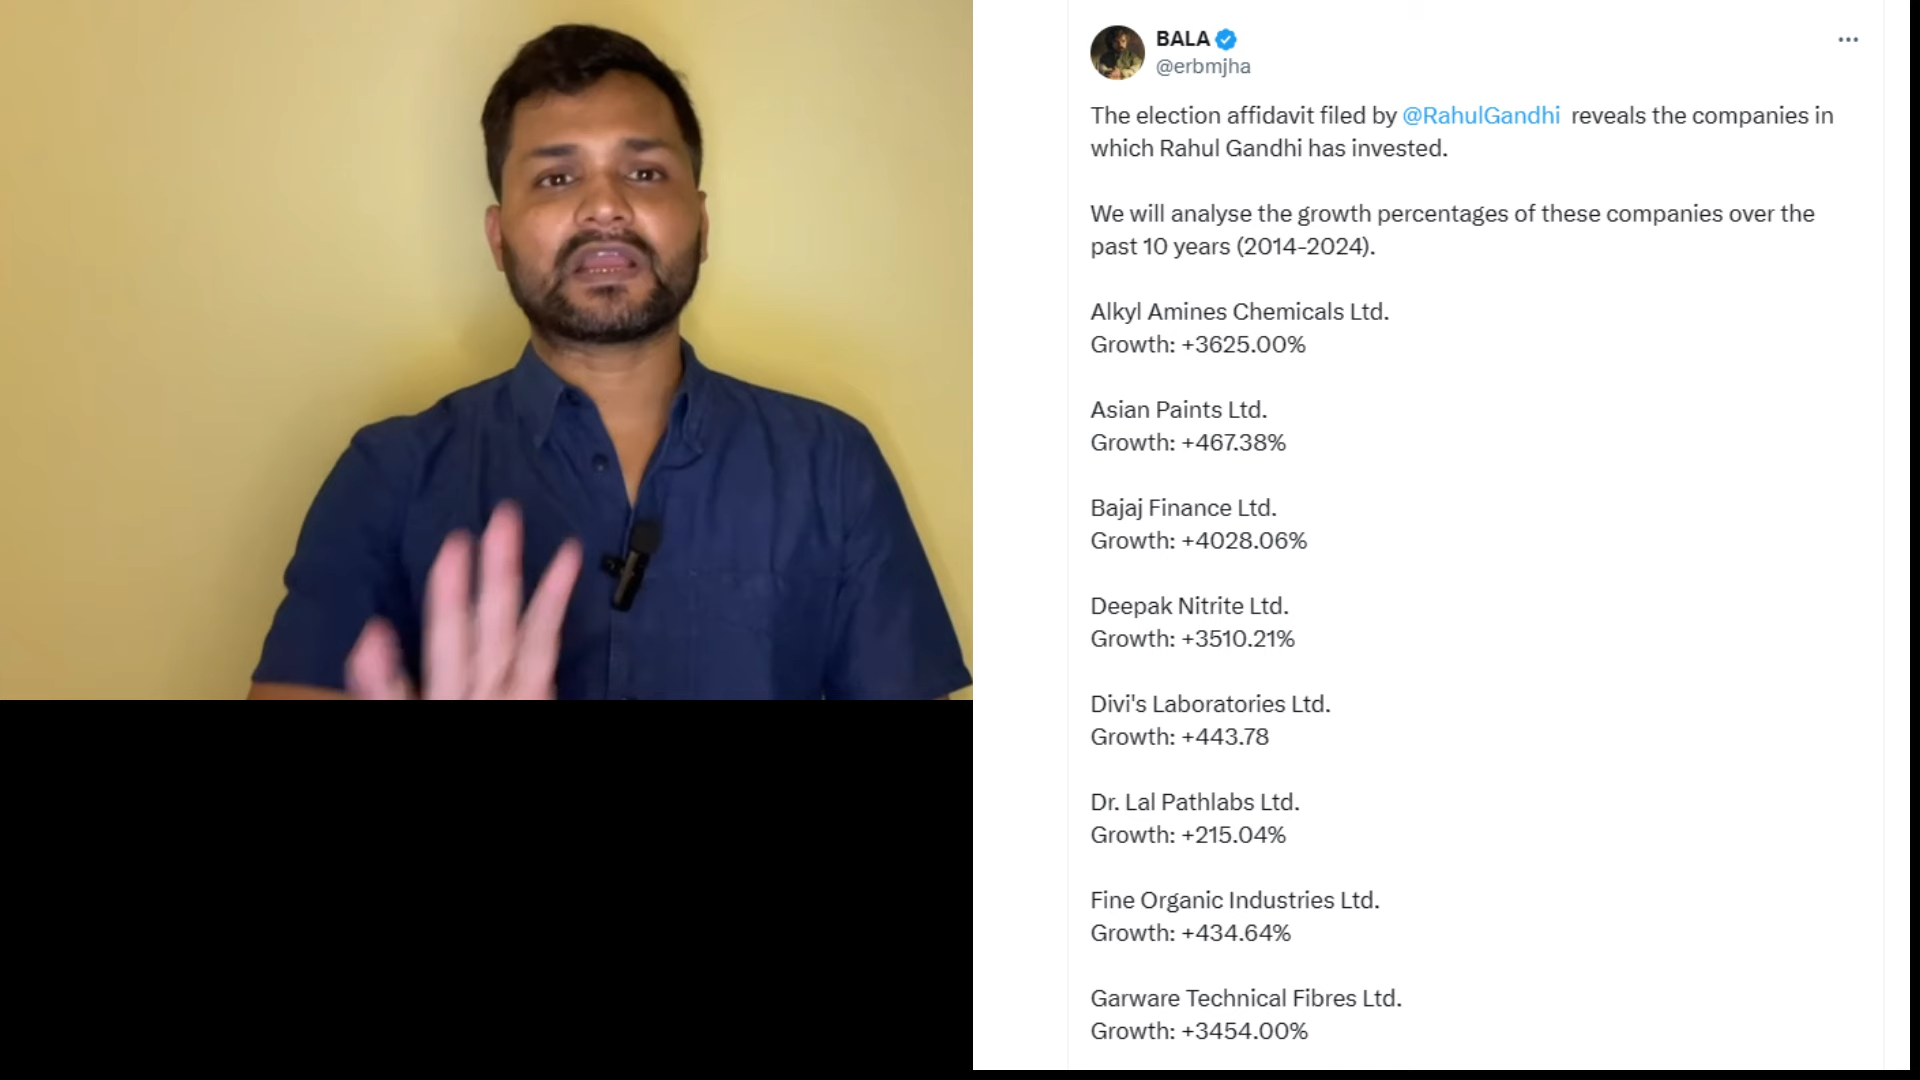 BALA
@erbmjha
The election affidavit filed by @RahulGandhi reveals the companies in
which Rahul Gandhi has invested.
We will analyse the growth percentages of these companies over the
past 10 years (2014-2024).
Alkyl Amines Chemicals Ltd.
Growth: +3625.00%
Asian Paints Ltd.
Growth: +467.38%
Bajaj Finance Ltd.
Growth: +4028.06%
Deepak Nitrite Ltd.
Growth: +3510.21%
Divi's Laboratories Ltd.
Growth: +443.78
Dr. Lal Pathlabs Ltd.
Growth: +215.04%
Fine Organic Industries Ltd.
Growth: +434.64%
Garware Technical Fibres Ltd.
Growth: +3454.00%